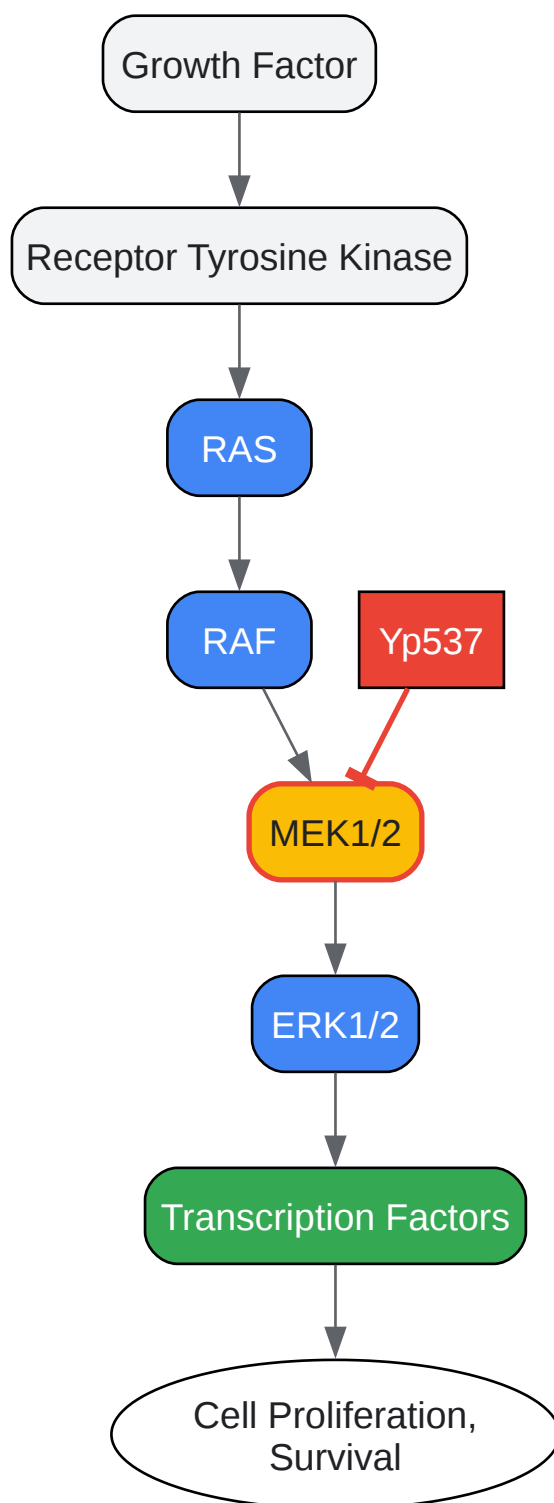 Growth Factor
Receptor Tyrosine Kinase
RAS
RAF
Yp537
MEK1/2
ERK1/2
Transcription Factors
Cell Proliferation,
Survival